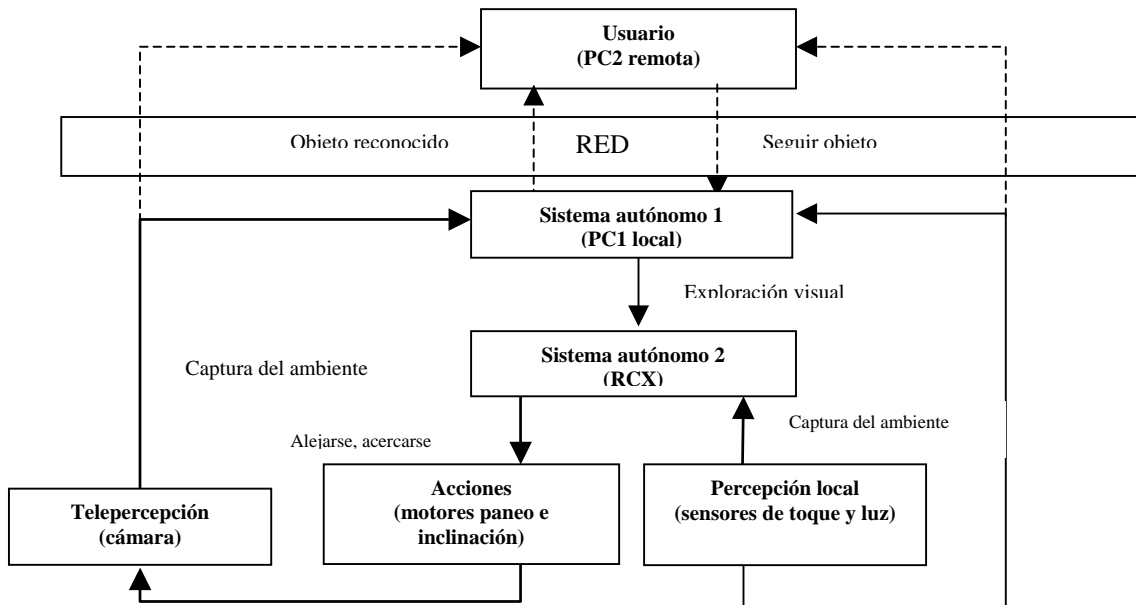 Usuario
(PC2 remota)
Objeto reconocido
RED
Seguir objeto
Sistema autónomo 1
(PC1 local)
Exploración visual
Sistema autónomo 2
(RCX)
Captura del ambiente
Captura del ambiente
Alejarse, acercarse
Acciones
(motores paneo e
inclinación)
Percepción local
(sensores de toque y luz)
Telepercepción
(cámara)